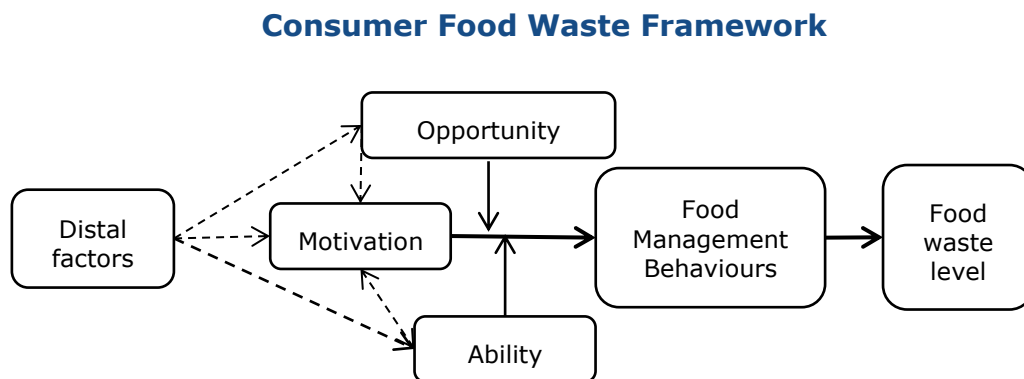 Consumer Food Waste Framework
Opportunity
Distal
factors
Motivation
Food
Management
Behaviours
Food
waste
level
Ability